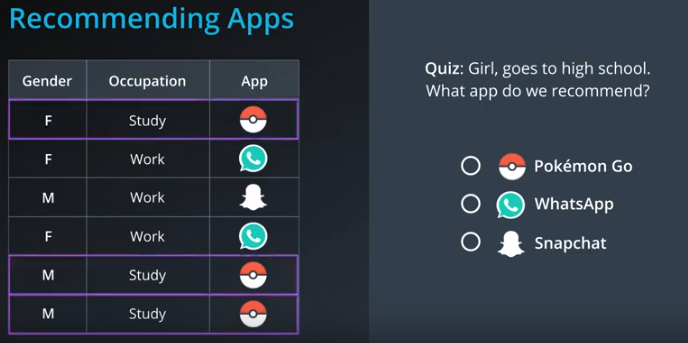 Recommending Apps
Gender Occupation App
F Study
F Work
M Work
F Work
M Study
M Study
Quiz: Girl, goes to high school.
What app do we recommend?
Pokémon Go
WhatsApp
Snapchat